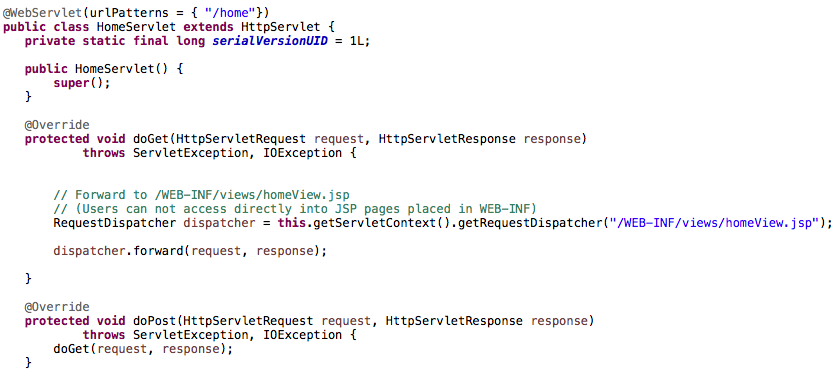 @WebServlet(urlPatterns = { "/home"})
public class HomeServlet extends HttpServlet {
private static final long serialVersionUID = 1L;
public HomeServlet() {
super();
}
@Override
protected void doGet(HttpServletRequest request, HttpServletResponse response)
throws ServletException, IOException {
// Forward to /WEB-INF/views/homeView.jsp
// (Users can not access directly into JSP pages placed in WEB-INF)
RequestDispatcher dispatcher = this.getServletContext().getRequestDispatcher("/WEB-INF/views/homeView.jsp");
dispatcher.forward(request, response);
}
@Override
protected void doPost(HttpServletRequest request, HttpServletResponse response)
throws ServletException, IOException {
doGet(request, response);
}